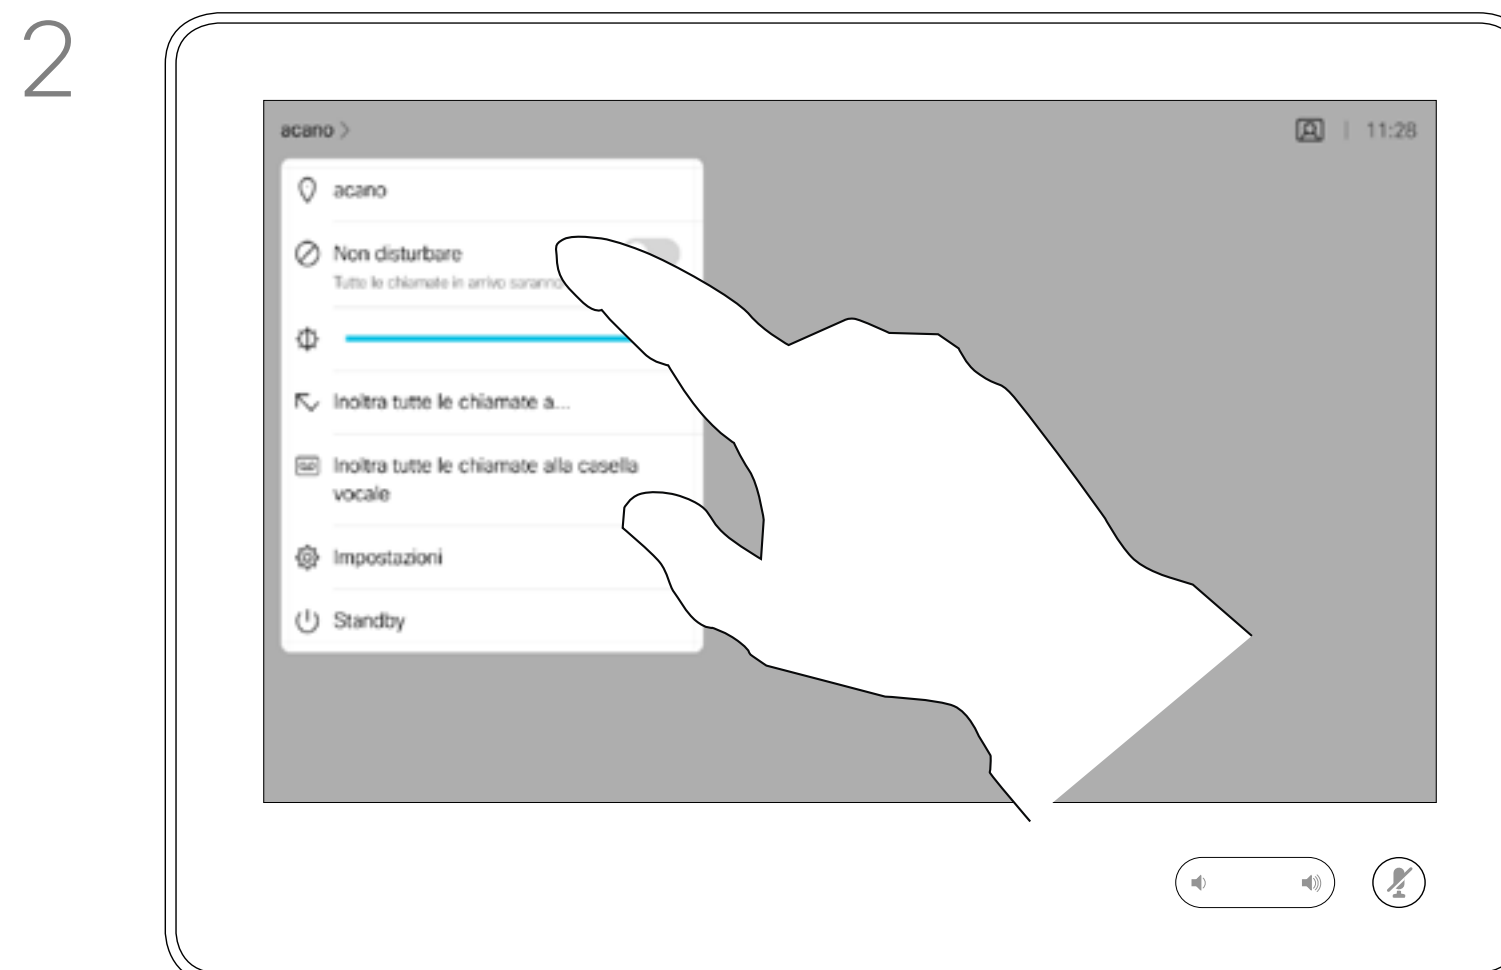 2
acano >
11:28
acano
Non disturbare
Tutte le chiamate in arrivo saranno
Inoltra tutte le chiamate a...
Inoltra tutte le chiamate alla casella
vocale
Impostazioni
Standby